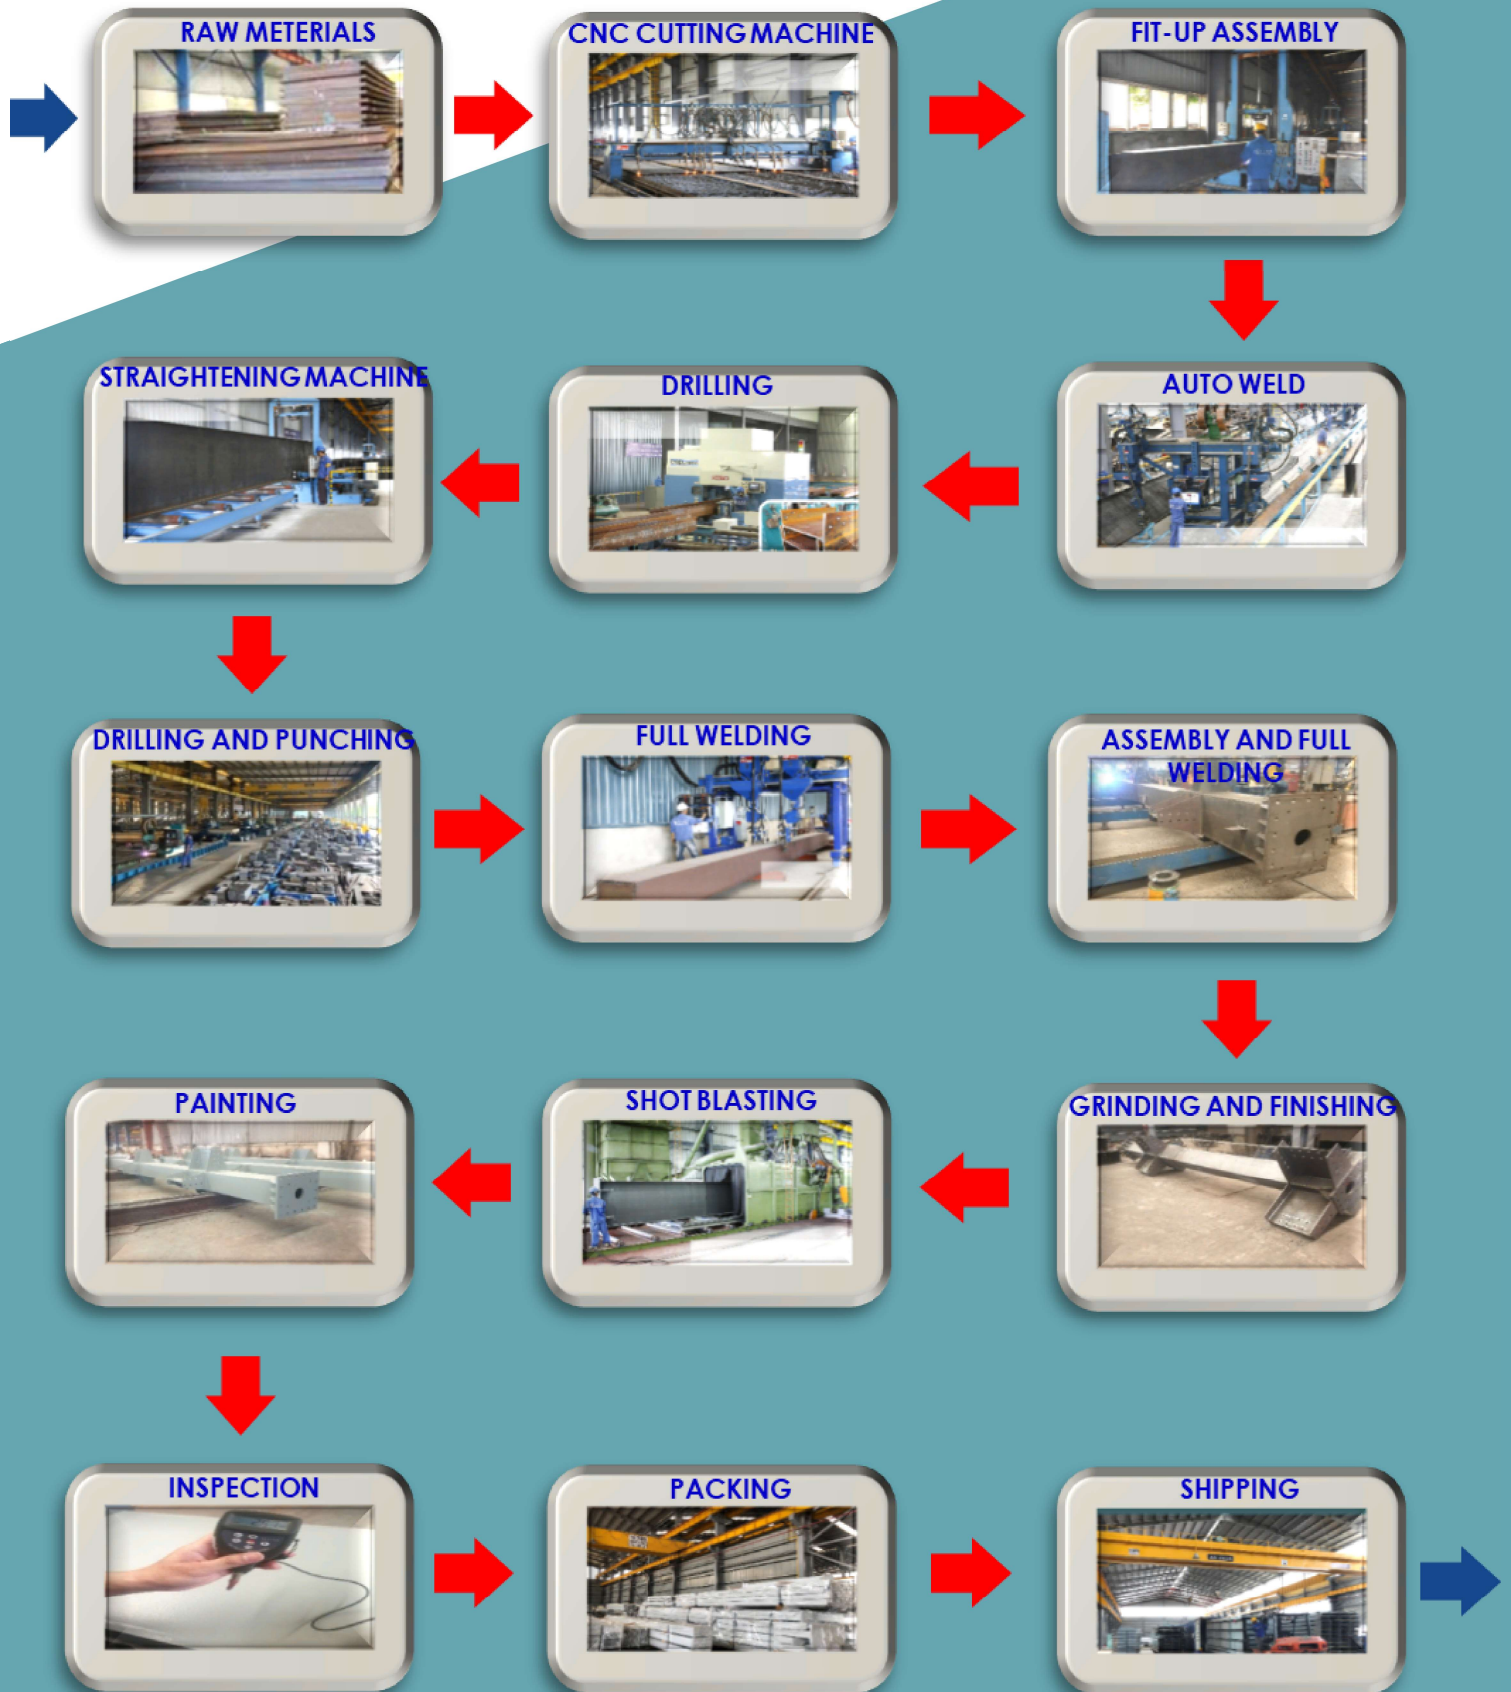 RAW METERIALS
CNC CUTTING MACHINE
FIT-UP ASSEMBLY
AUTO WELD
DRILLING
STRAIGHTENING MACHINE
DRILLING AND PUNCHING
FULL WELDING
ASSEMBLY AND FULL
WELDING
GRINDING AND FINISHING
SHOT BLASTING
PAINTING
INSPECTION
PACKING
SHIPPING